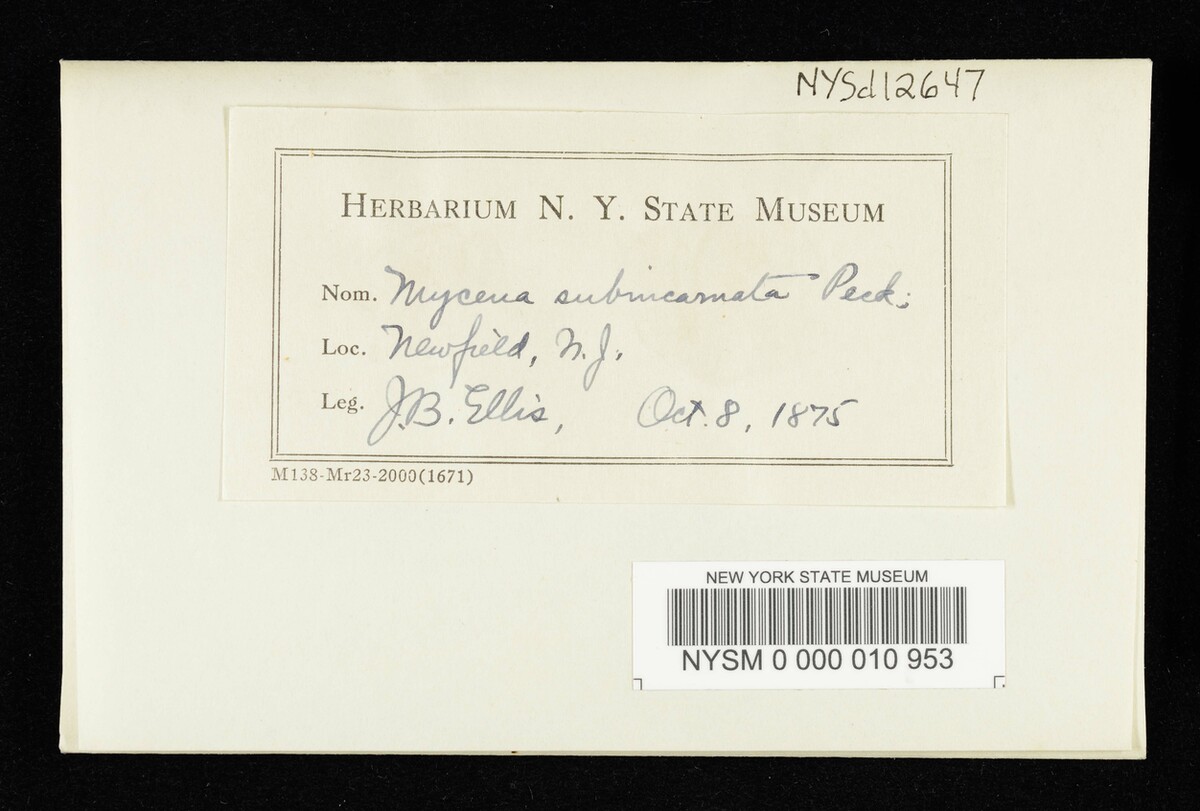 NYSd12647
HERBARIUM N. Y. STATE MUSEUM
Nom. Mycena subincarnata Peck.
Loc. Newfield, N.J.
Leg. J.B. Ellis, Oct. 8, 1875
M138-Mr23-2000(1671)
NEW YORK STATE MUSEUM
NYSM 0 000 010 953